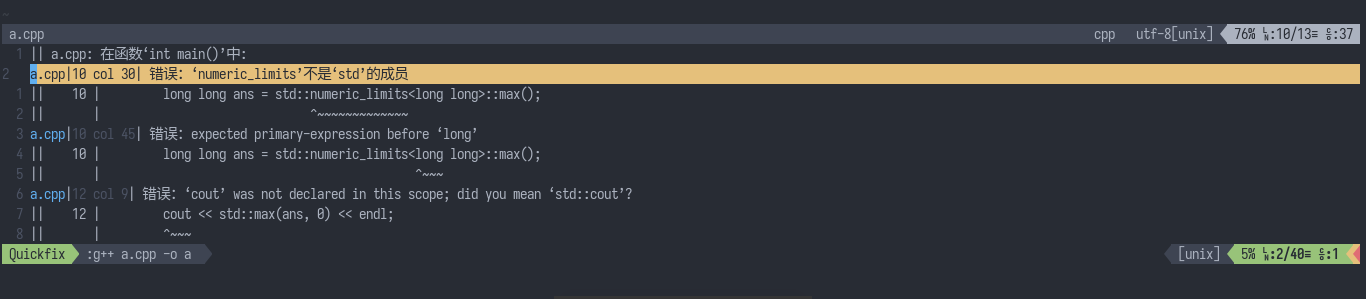 ~
a.cpp cpp utf-8[unix] 76% ㏑:10/13≡ ℅:37
1 || a.cpp: 在函数‘int main()’中:
2 a.cpp|10 col 30| 错误：‘numeric_limits’不是‘std’的成员
1 || 10 | long long ans = std::numeric_limits<long long>::max();
2 || | ^~~~~~~~~~~~~~
3 a.cpp|10 col 45| 错误：expected primary-expression before ‘long’
4 || 10 | long long ans = std::numeric_limits<long long>::max();
5 || | ^~~~
6 a.cpp|12 col 9| 错误：‘cout’ was not declared in this scope; did you mean ‘std::cout’?
7 || 12 | cout << std::max(ans, 0) << endl;
8 || | ^~~~
Quickfix :g++ a.cpp -o a [unix] 5% ㏑:2/40≡ ℅:1